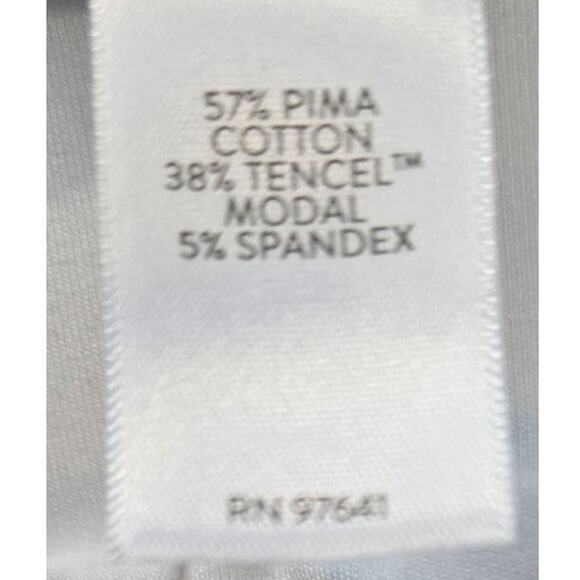 57% PIMA
COTTON
38% TENCEL™
MODAL
5% SPANDEX
RN 97641